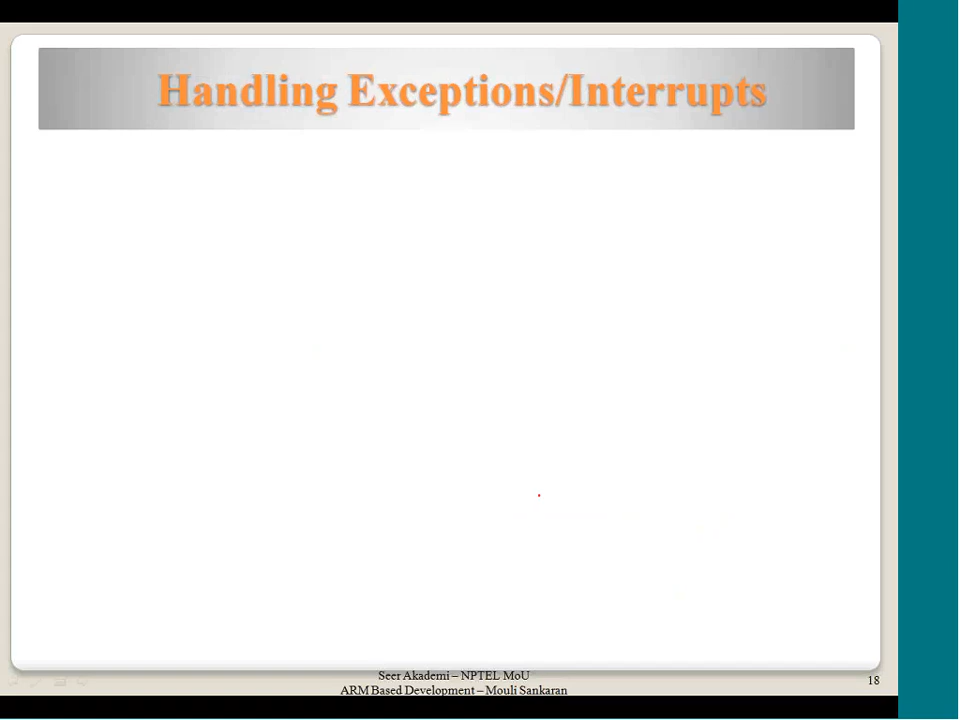 Handling Exceptions/Interrupts
Seer Akademi – NPTEL MoU
ARM Based Development – Mouli Sankaran
18